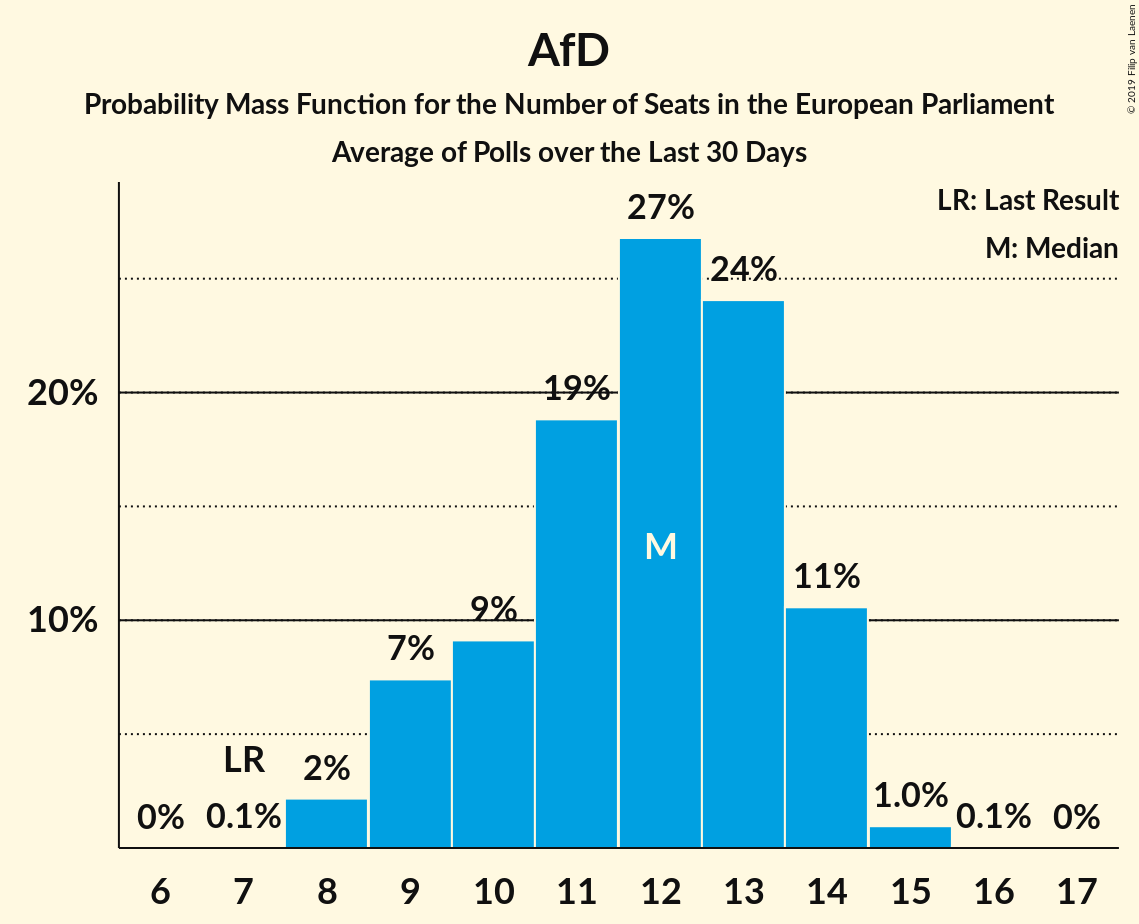 AfD
Probability Mass Function for the Number of Seats in the European Parliament
Average of Polls over the Last 30 Days
© 2019 Filip van Laenen
LR: Last Result
M: Median
20%
10%
0%
0.1%
LR
2%
7%
9%
19%
27%
M
24%
11%
1.0%
0.1%
0%
6 7 8 9 10 11 12 13 14 15 16 17